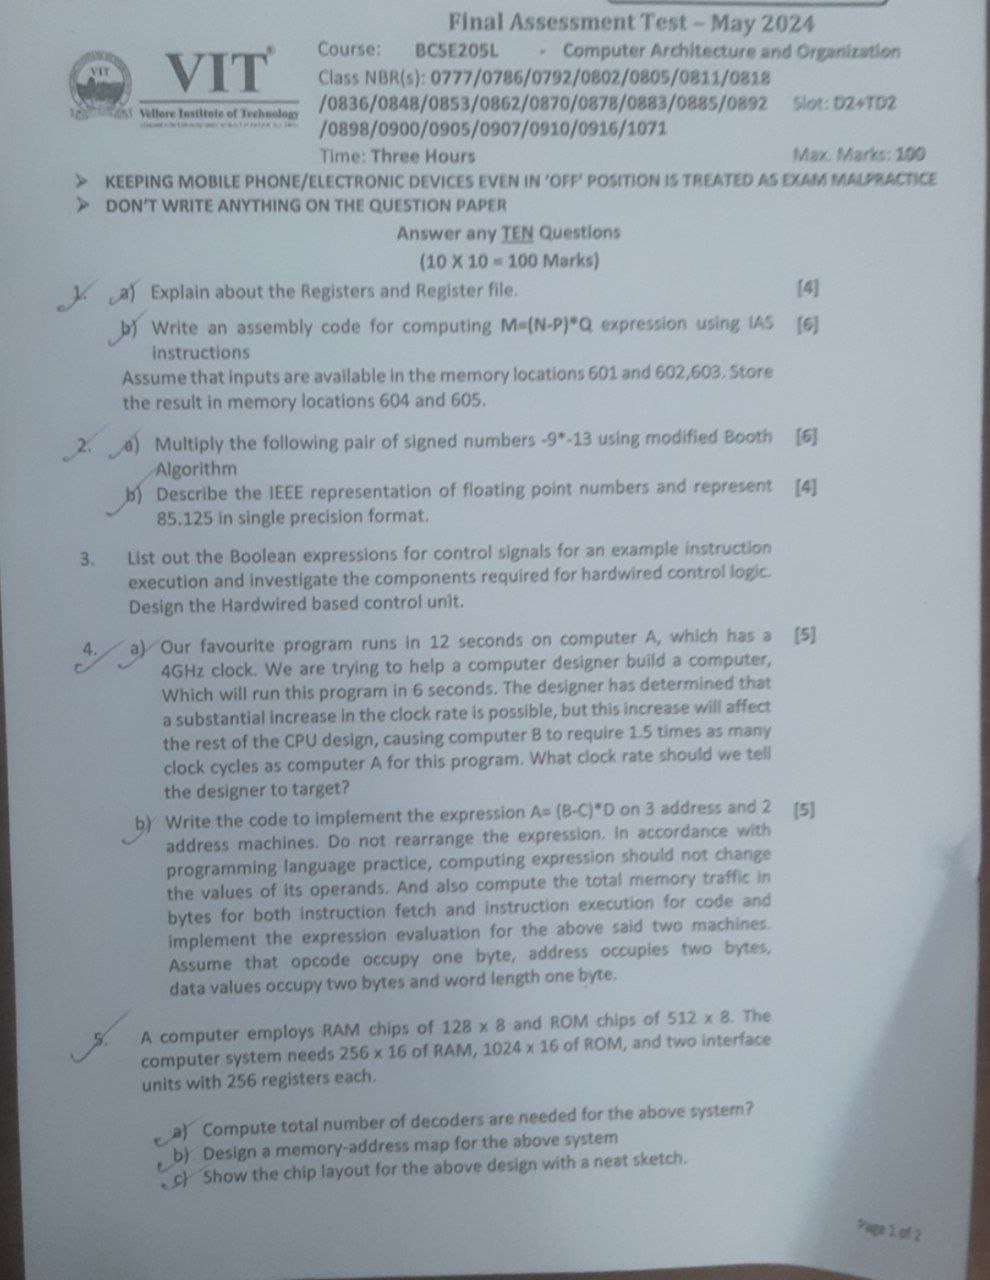 Final Assessment Test – May 2024
VIT
VIT®
Vellore Institute of Technology
Course: BCSE205L - Computer Architecture and Organization
Class NBR(s): 0777/0786/0792/0802/0805/0811/0818
/0836/0848/0853/0862/0870/0878/0883/0885/0892 Slot: D2+TD2
/0898/0900/0905/0907/0910/0916/1071
Time: Three Hours Max. Marks: 100
➢ KEEPING MOBILE PHONE/ELECTRONIC DEVICES EVEN IN 'OFF' POSITION IS TREATED AS EXAM MALPRACTICE
➢ DON'T WRITE ANYTHING ON THE QUESTION PAPER
Answer any TEN Questions
(10 X 10 = 100 Marks)
1. a) Explain about the Registers and Register file. [4]
b) Write an assembly code for computing M=(N-P)*Q expression using IAS [6]
instructions
Assume that inputs are available in the memory locations 601 and 602,603. Store
the result in memory locations 604 and 605.
2. a) Multiply the following pair of signed numbers -9*-13 using modified Booth [6]
Algorithm
b) Describe the IEEE representation of floating point numbers and represent [4]
85.125 in single precision format.
3. List out the Boolean expressions for control signals for an example instruction
execution and investigate the components required for hardwired control logic.
Design the Hardwired based control unit.
4. a) Our favourite program runs in 12 seconds on computer A, which has a [5]
4GHz clock. We are trying to help a computer designer build a computer,
Which will run this program in 6 seconds. The designer has determined that
a substantial increase in the clock rate is possible, but this increase will affect
the rest of the CPU design, causing computer B to require 1.5 times as many
clock cycles as computer A for this program. What clock rate should we tell
the designer to target?
b) Write the code to implement the expression A= (B-C)*D on 3 address and 2 [5]
address machines. Do not rearrange the expression. In accordance with
programming language practice, computing expression should not change
the values of its operands. And also compute the total memory traffic in
bytes for both instruction fetch and instruction execution for code and
implement the expression evaluation for the above said two machines.
Assume that opcode occupy one byte, address occupies two bytes,
data values occupy two bytes and word length one byte.
5. A computer employs RAM chips of 128 x 8 and ROM chips of 512 x 8. The
computer system needs 256 x 16 of RAM, 1024 x 16 of ROM, and two interface
units with 256 registers each.
a) Compute total number of decoders are needed for the above system?
b) Design a memory-address map for the above system
c) Show the chip layout for the above design with a neat sketch.
Page 1 of 2